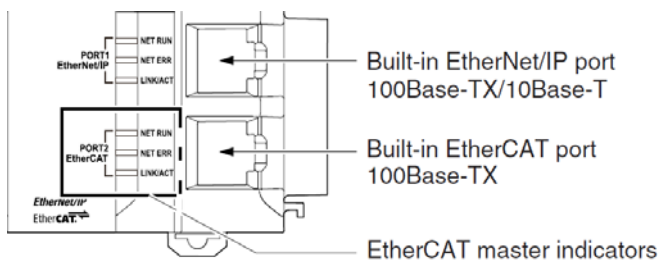 PORT1
EtherNet/IP
NET RUN
NET ERR
LINK/ACT
Built-in EtherNet/IP port
100Base-TX/10Base-T
PORT2
EtherCAT
NET RUN
NET ERR
LINK/ACT
Built-in EtherCAT port
100Base-TX
EtherNet/IP
EtherCAT
EtherCAT master indicators